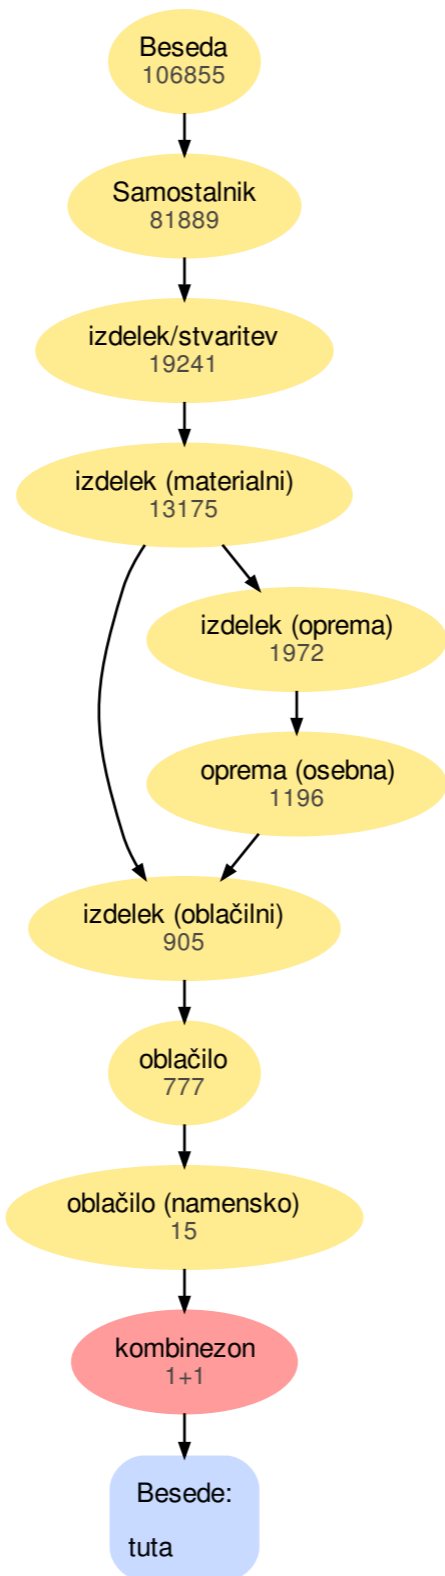 Beseda
106855
Samostalnik
81889
izdelek/stvaritev
19241
izdelek (materialni)
13175
izdelek (oprema)
1972
oprema (osebna)
1196
izdelek (oblačilni)
905
oblačilo
777
oblačilo (namensko)
15
kombinezon
1+1
Besede:
tuta